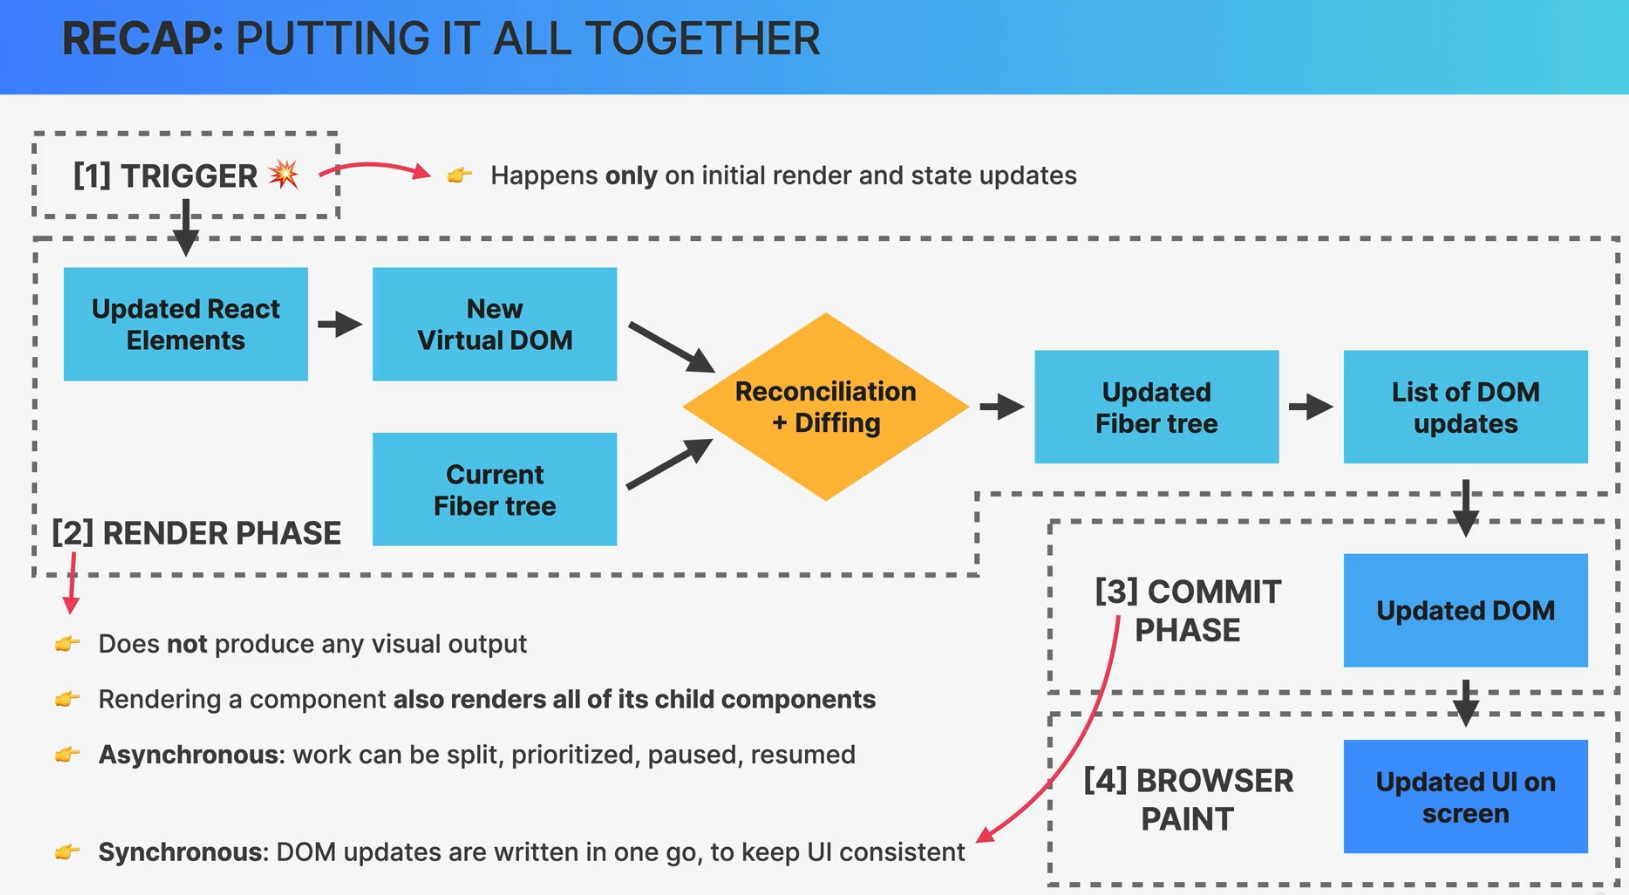 RECAP: PUTTING IT ALL TOGETHER
[1] TRIGGER 💥
👉 Happens only on initial render and state updates
Updated React
Elements
New
Virtual DOM
Current
Fiber tree
Reconciliation
+ Diffing
Updated
Fiber tree
List of DOM
updates
[2] RENDER PHASE
👉 Does not produce any visual output
👉 Rendering a component also renders all of its child components
👉 Asynchronous: work can be split, prioritized, paused, resumed
[3] COMMIT
PHASE
Updated DOM
[4] BROWSER
PAINT
Updated UI on
screen
👉 Synchronous: DOM updates are written in one go, to keep UI consistent